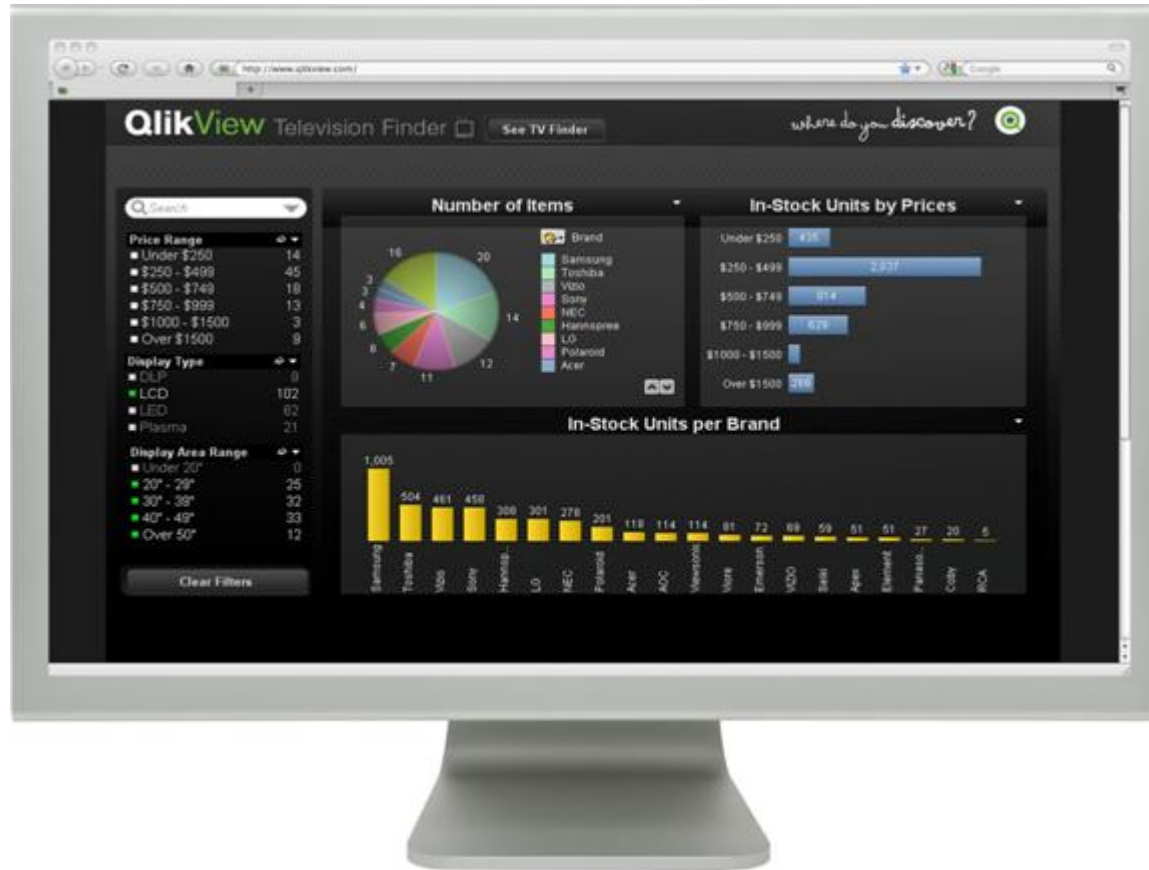 http://www.qlikview.com/
Google
QlikView Television Finder
See TV Finder
where do you discover?
Search
Price Range
Under $250 14
$250 - $499 45
$500 - $749 18
$750 - $999 13
$1000 - $1500 3
Over $1500 9
Display Type
DLP
LCD 102
LED 62
Plasma 21
Display Area Range
Under 20" 0
20" - 29" 25
30" - 39" 32
40" - 49" 33
Over 50" 12
Clear Filters
Number of Items
16
20
3
3
4
6
8
7
11
12
14
Brand
Samsung
Toshiba
Vizio
Sony
NEC
Hannspree
LG
Polaroid
Acer
In-Stock Units by Prices
Under $250 435
$250 - $499
$500 - $749 814
$750 - $999 629
$1000 - $1500
Over $1500
In-Stock Units per Brand
1,005
504 461 458 308 301 278 201 118 114 114 81 72 69 59 51 51 27 20 5
Samsung
Toshiba
Vizio
Sony
Hannsp...
LG
NEC
Polaroid
Acer
AOC
Viewsonic
Viore
Emerson
VIZIO
Seiki
Apex
Element
Panaso...
Coby
RCA